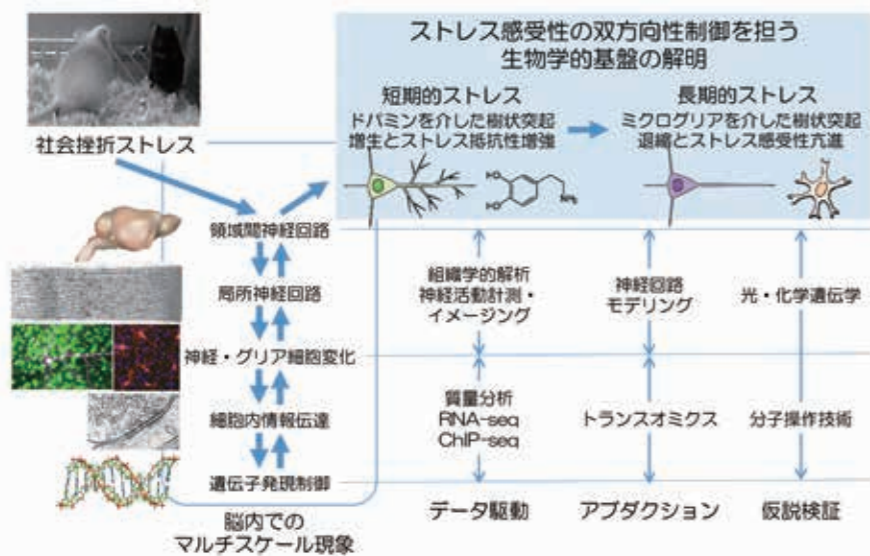 ストレス感受性の双方向性制御を担う
生物学的基盤の解明
短期的ストレス
ドパミンを介した樹状突起
増生とストレス抵抗性増強
長期的ストレス
ミクログリアを介した樹状突起
退縮とストレス感受性亢進
HO
HO
NH₂
社会挫折ストレス
領域間神経回路
局所神経回路
神経・グリア細胞変化
細胞内情報伝達
遺伝子発現制御
脳内での
マルチスケール現象
組織学的解析
神経活動計測・
イメージング
質量分析
RNA-seq
ChIP-seq
データ駆動
神経回路
モデリング
トランスオミクス
アブダクション
光・化学遺伝学
分子操作技術
仮説検証